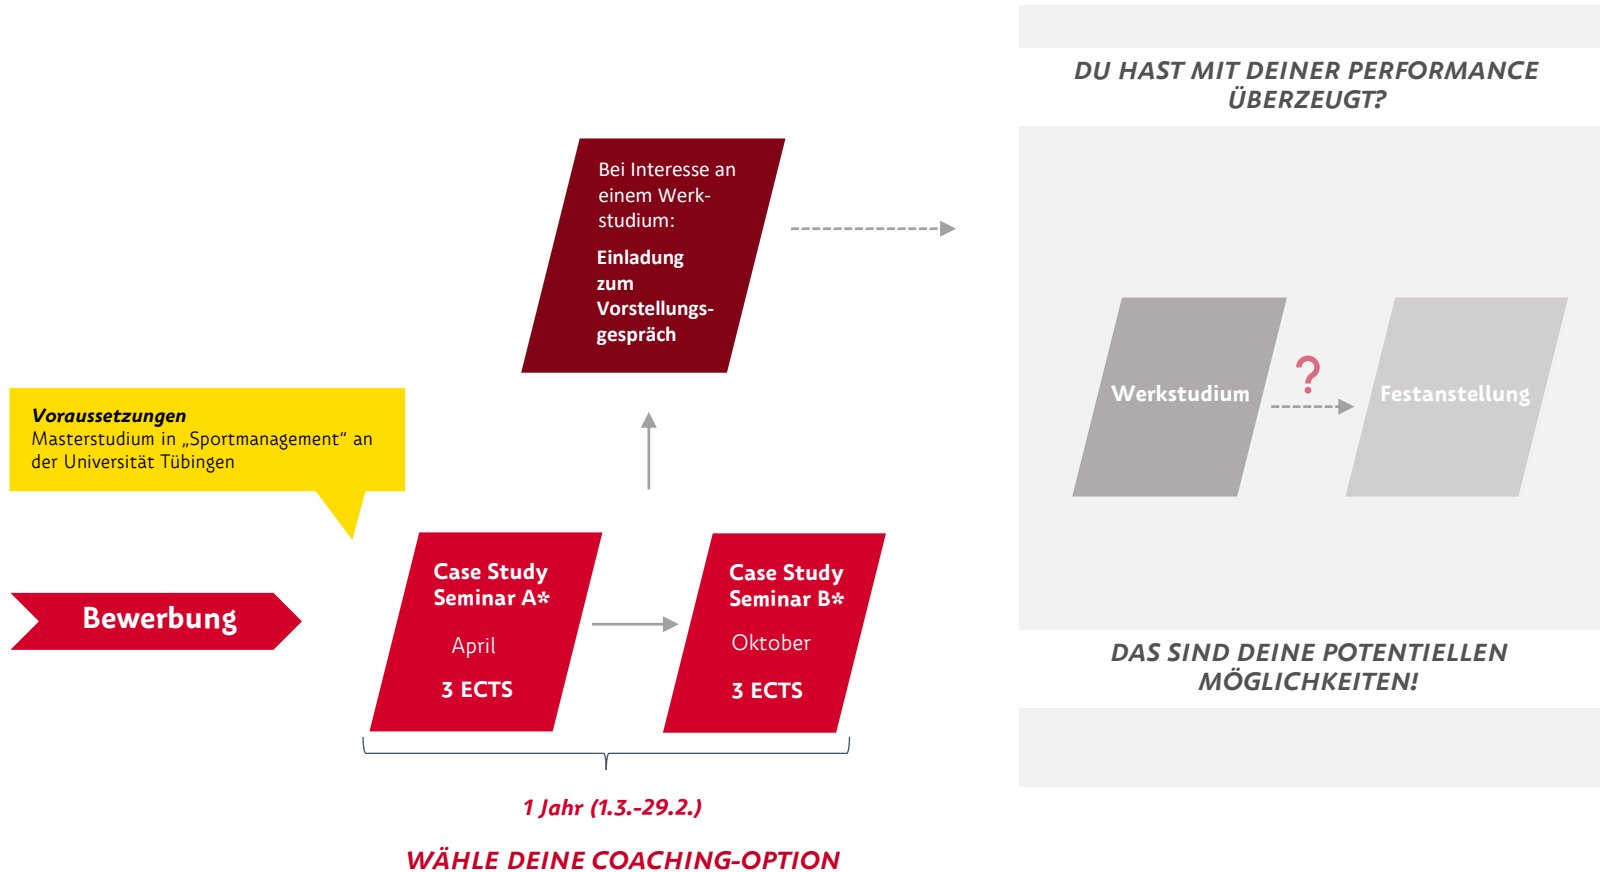 DU HAST MIT DEINER PERFORMANCE
ÜBERZEUGT?
Bei Interesse an
einem Werk-
studium:
Einladung
zum
Vorstellungs-
gespräch
Voraussetzungen
Masterstudium in „Sportmanagement“ an
der Universität Tübingen
Werkstudium
?
Festanstellung
Bewerbung
Case Study
Seminar A*
April
3 ECTS
Case Study
Seminar B*
Oktober
3 ECTS
DAS SIND DEINE POTENTIELLEN
MÖGLICHKEITEN!
1 Jahr (1.3.-29.2.)
WÄHLE DEINE COACHING-OPTION